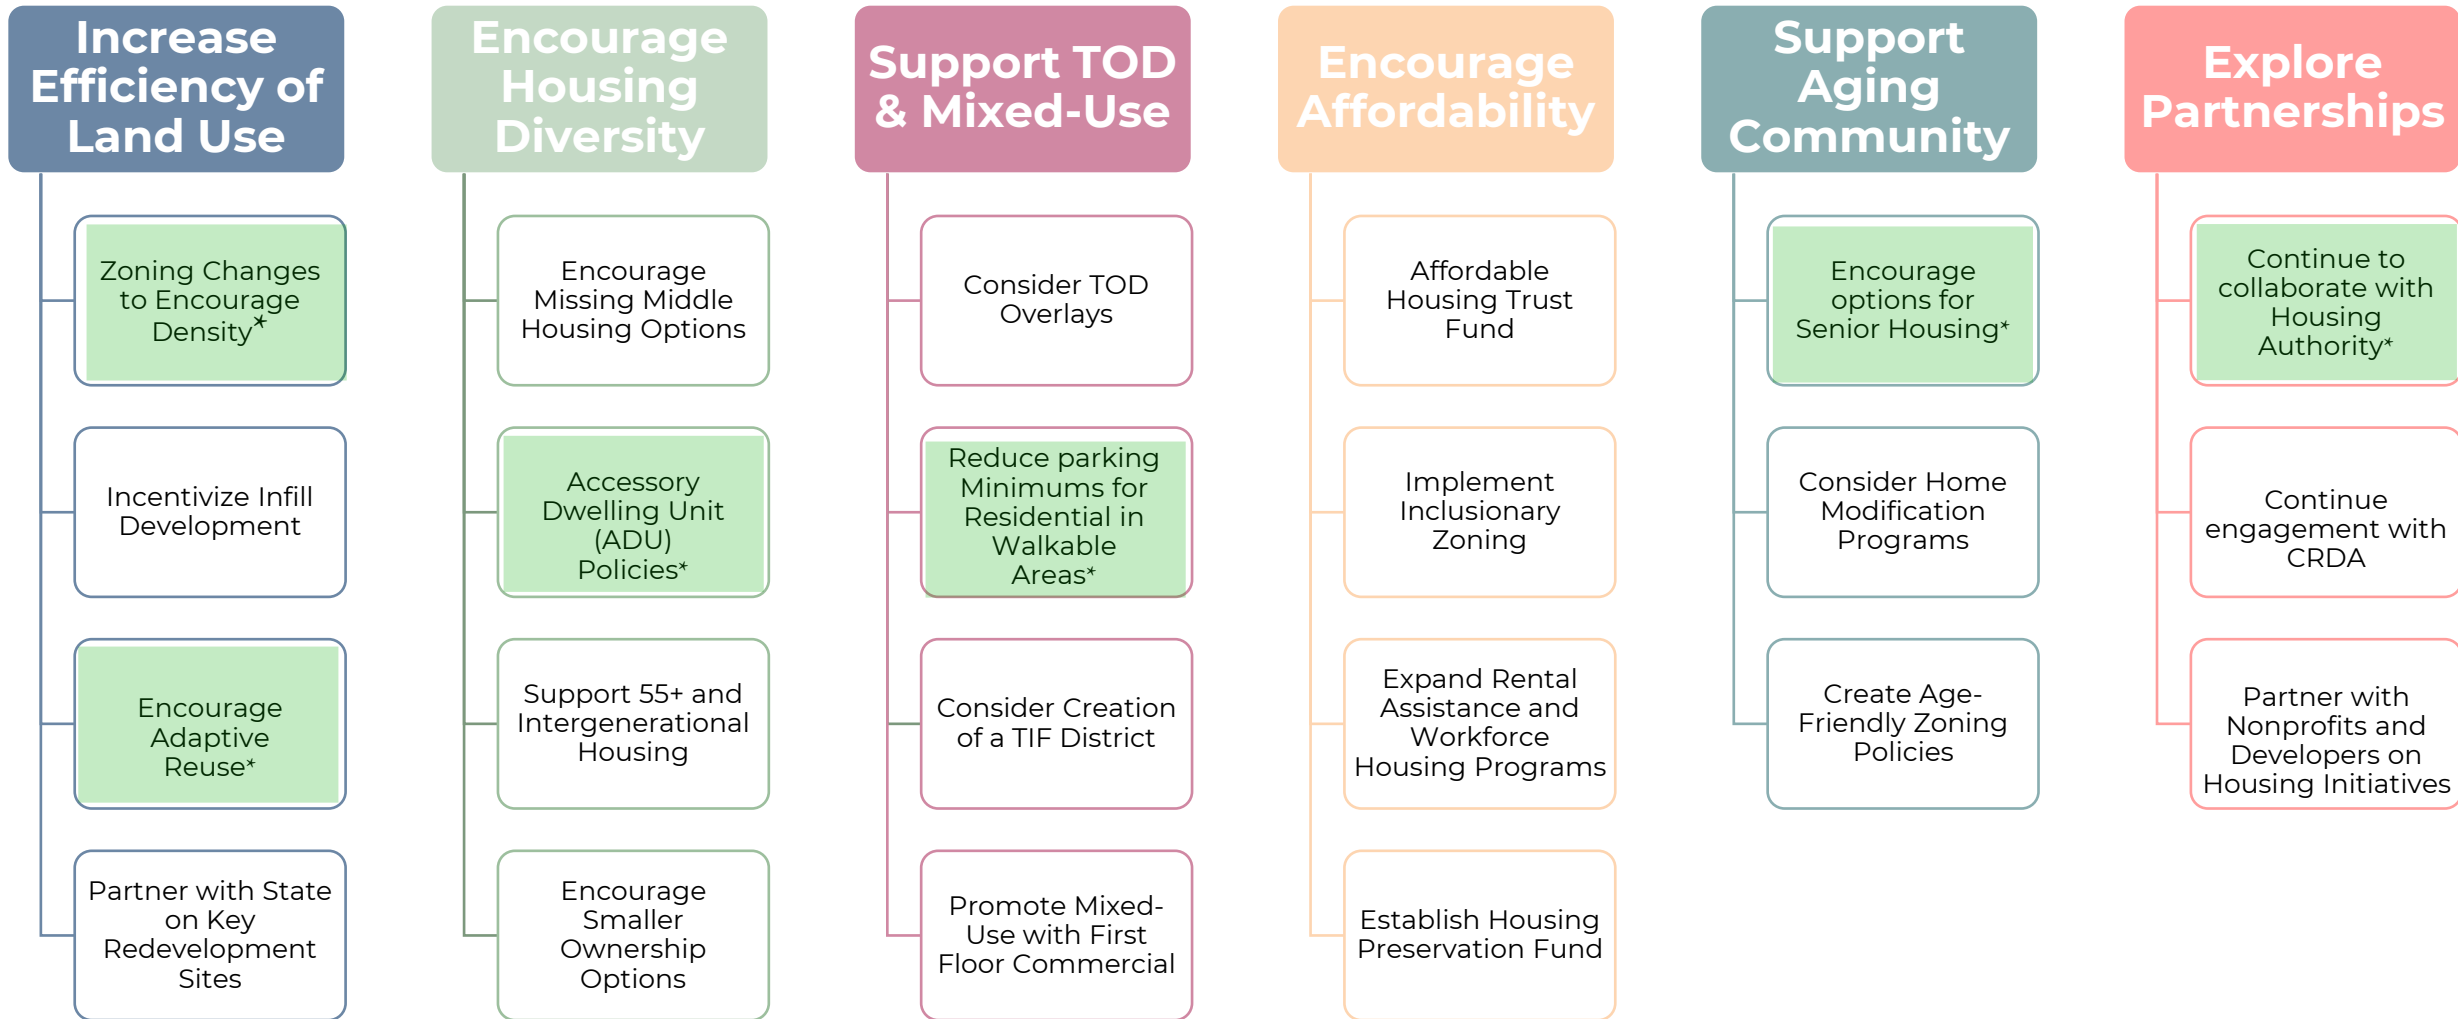 Increase
Efficiency of
Land Use
Zoning Changes
to Encourage
Density*
Incentivize Infill
Development
Encourage
Adaptive
Reuse*
Partner with State
on Key
Redevelopment
Sites
Encourage
Housing
Diversity
Encourage
Missing Middle
Housing Options
Accessory
Dwelling Unit
(ADU)
Policies*
Support 55+ and
Intergenerational
Housing
Encourage
Smaller
Ownership
Options
Support TOD
& Mixed-Use
Consider TOD
Overlays
Reduce parking
Minimums for
Residential in
Walkable
Areas*
Consider Creation
of a TIF District
Promote Mixed-
Use with First
Floor Commercial
Encourage
Affordability
Affordable
Housing Trust
Fund
Implement
Inclusionary
Zoning
Expand Rental
Assistance and
Workforce
Housing Programs
Establish Housing
Preservation Fund
Support
Aging
Community
Encourage
options for
Senior Housing*
Consider Home
Modification
Programs
Create Age-
Friendly Zoning
Policies
Explore
Partnerships
Continue to
collaborate with
Housing
Authority*
Continue
engagement with
CRDA
Partner with
Nonprofits and
Developers on
Housing Initiatives